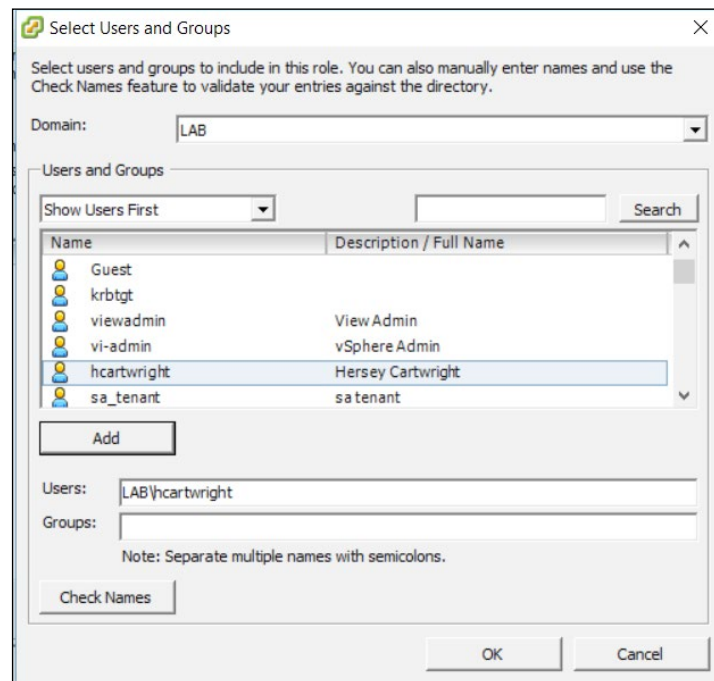 Select Users and Groups
Select users and groups to include in this role. You can also manually enter names and use the
Check Names feature to validate your entries against the directory.
Domain: LAB
Users and Groups
Show Users First Search
Name Description / Full Name
Guest
krbtgt
viewadmin View Admin
vi-admin vSphere Admin
hcartwright Hersey Cartwright
sa_tenant sa tenant
Add
Users: LAB\hcartwright
Groups:
Note: Separate multiple names with semicolons.
Check Names
OK Cancel